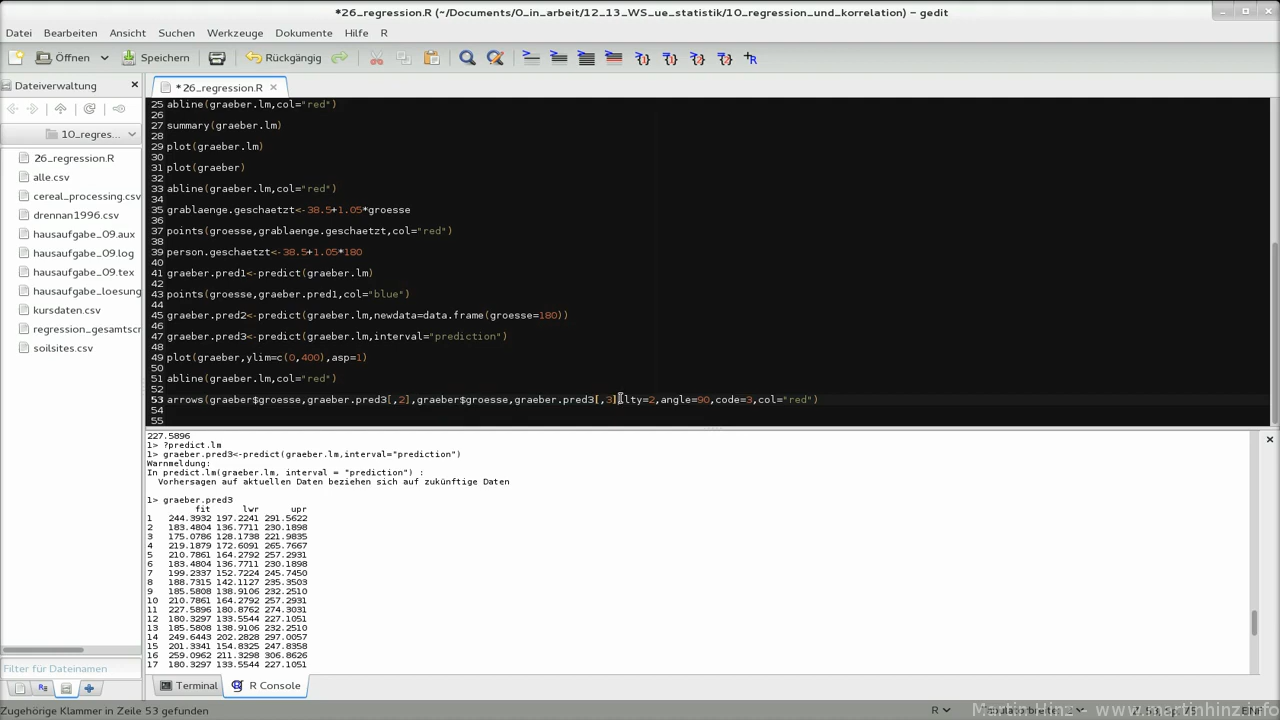 *26_regression.R (~/Documents/0_in_arbeit/12_13_WS_ue_statistik/10_regression_und_korrelation) – gedit
Datei Bearbeiten Ansicht Suchen Werkzeuge Dokumente Hilfe R
Öffnen Speichern Rückgängig
Dateiverwaltung
*26_regression.R
10_regres...
26_regression.R
alle.csv
cereal_processing.csv
drennan1996.csv
hausaufgabe_09.aux
hausaufgabe_09.log
hausaufgabe_09.tex
hausaufgabe_loesung
kursdaten.csv
regression_gesamtscr
soilsites.csv
Filter für Dateinamen
25 abline(graeber.lm,col="red")
26
27 summary(graeber.lm)
28
29 plot(graeber.lm)
30
31 plot(graeber)
32
33 abline(graeber.lm,col="red")
34
35 grablaenge.geschaetzt<-38.5+1.05*groesse
36
37 points(groesse,grablaenge.geschaetzt,col="red")
38
39 person.geschaetzt<-38.5+1.05*180
40
41 graeber.pred1<-predict(graeber.lm)
42
43 points(groesse,graeber.pred1,col="blue")
44
45 graeber.pred2<-predict(graeber.lm,newdata=data.frame(groesse=180))
46
47 graeber.pred3<-predict(graeber.lm,interval="prediction")
48
49 plot(graeber,ylim=c(0,400),asp=1)
50
51 abline(graeber.lm,col="red")
52
53 arrows(graeber$groesse,graeber.pred3[,2],graeber$groesse,graeber.pred3[,3],lty=2,angle=90,code=3,col="red")
54
55
227.5896
1> ?predict.lm
1> graeber.pred3<-predict(graeber.lm,interval="prediction")
Warnmeldung:
In predict.lm(graeber.lm, interval = "prediction") :
Vorhersagen auf aktuellen Daten beziehen sich auf zukünftige Daten
1> graeber.pred3
fit lwr upr
1 244.3932 197.2241 291.5622
2 183.4804 136.7711 230.1898
3 175.0786 128.1738 221.9835
4 219.1879 172.6091 265.7667
5 210.7861 164.2792 257.2931
6 183.4804 136.7711 230.1898
7 199.2337 152.7224 245.7450
8 188.7315 142.1127 235.3503
9 185.5808 138.9106 232.2510
10 210.7861 164.2792 257.2931
11 227.5896 180.8762 274.3031
12 180.3297 133.5544 227.1051
13 185.5808 138.9106 232.2510
14 249.6443 202.2828 297.0057
15 201.3341 154.8325 247.8358
16 259.0962 211.3298 306.8626
17 180.3297 133.5544 227.1051
Terminal R Console
Zugehörige Klammer in Zeile 53 gefunden
R
Martin Hinz - www.martinhinz.info